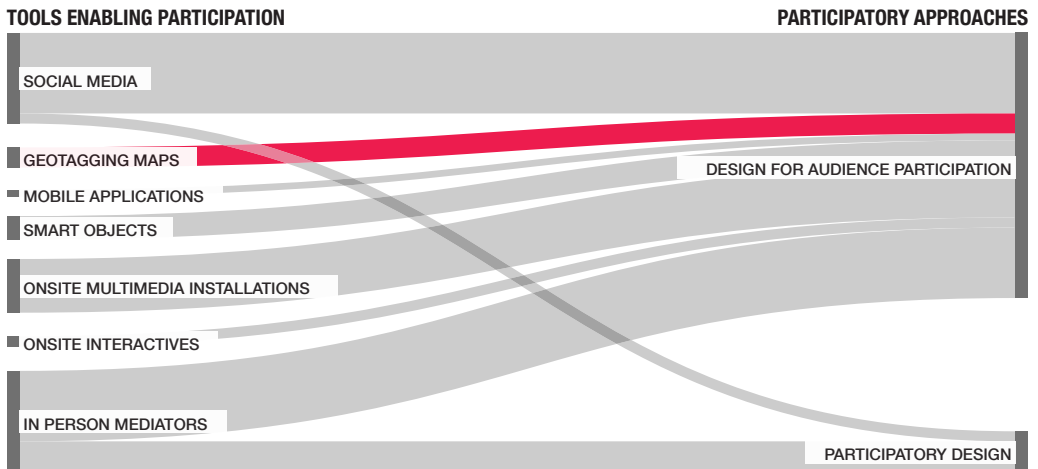 TOOLS ENABLING PARTICIPATION
PARTICIPATORY APPROACHES
SOCIAL MEDIA
GEOTAGGING MAPS
DESIGN FOR AUDIENCE PARTICIPATION
MOBILE APPLICATIONS
SMART OBJECTS
ONSITE MULTIMEDIA INSTALLATIONS
ONSITE INTERACTIVES
IN PERSON MEDIATORS
PARTICIPATORY DESIGN